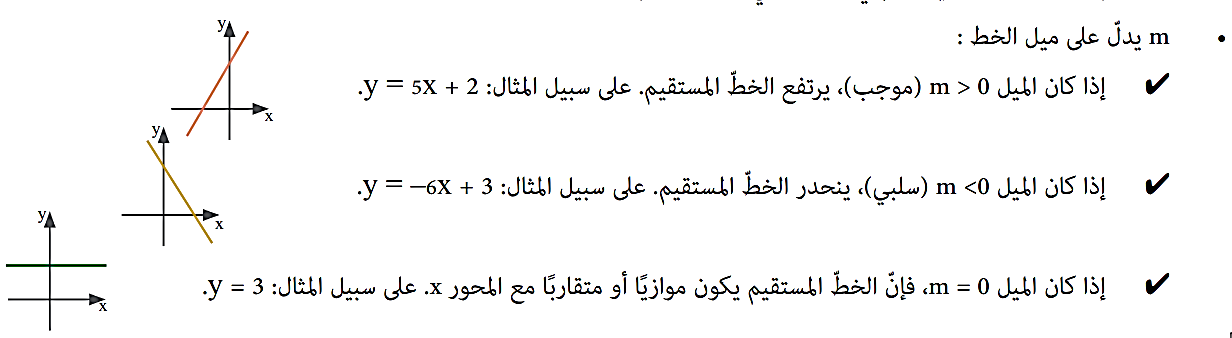 • m يدلّ على ميل الخط :
✔ إذا كان الميل m > 0 (موجب)، يرتفع الخطّ المستقيم. على سبيل المثال: y = 5x + 2.
✔ إذا كان الميل m <0 (سلبي)، ينحدر الخطّ المستقيم. على سبيل المثال: y = −6x + 3.
✔ إذا كان الميل m = 0، فإنّ الخطّ المستقيم يكون موازيًا أو متقاربًا مع المحور x. على سبيل المثال: y = 3.
y
x
y
x
y
x